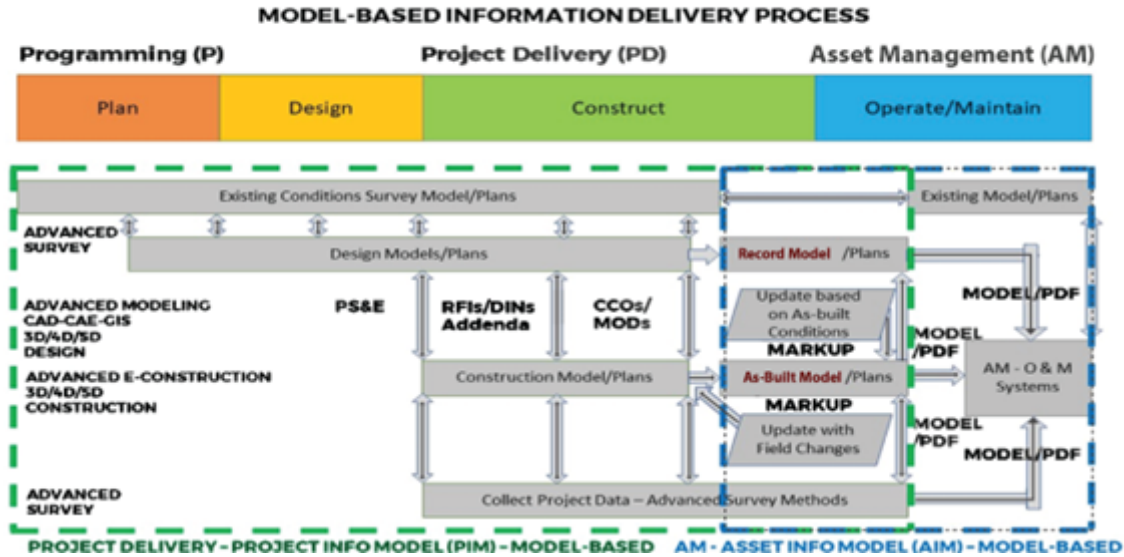 MODEL-BASED INFORMATION DELIVERY PROCESS
Programming (P)
Project Delivery (PD)
Asset Management (AM)
Plan
Design
Construct
Operate/Maintain
Existing Conditions Survey Model/Plans
Existing Model/Plans
ADVANCED
SURVEY
Design Models/Plans
Record Model /Plans
ADVANCED MODELING
CAD-CAE-GIS
3D/4D/5D
DESIGN
PS&E
RFIs/DINs
Addenda
CCOs/
MODs
Update based
on As-built
Conditions
MARKUP
MODEL/PDF
MODEL
/PDF
AM - O & M
Systems
ADVANCED E-CONSTRUCTION
3D/4D/5D
CONSTRUCTION
Construction Model/Plans
As-Built Model /Plans
MARKUP
Update with
Field Changes
MODEL
/PDF
MODEL/PDF
ADVANCED
SURVEY
Collect Project Data – Advanced Survey Methods
PROJECT DELIVERY – PROJECT INFO MODEL (PIM) – MODEL-BASED
AM - ASSET INFO MODEL (AIM) – MODEL-BASED